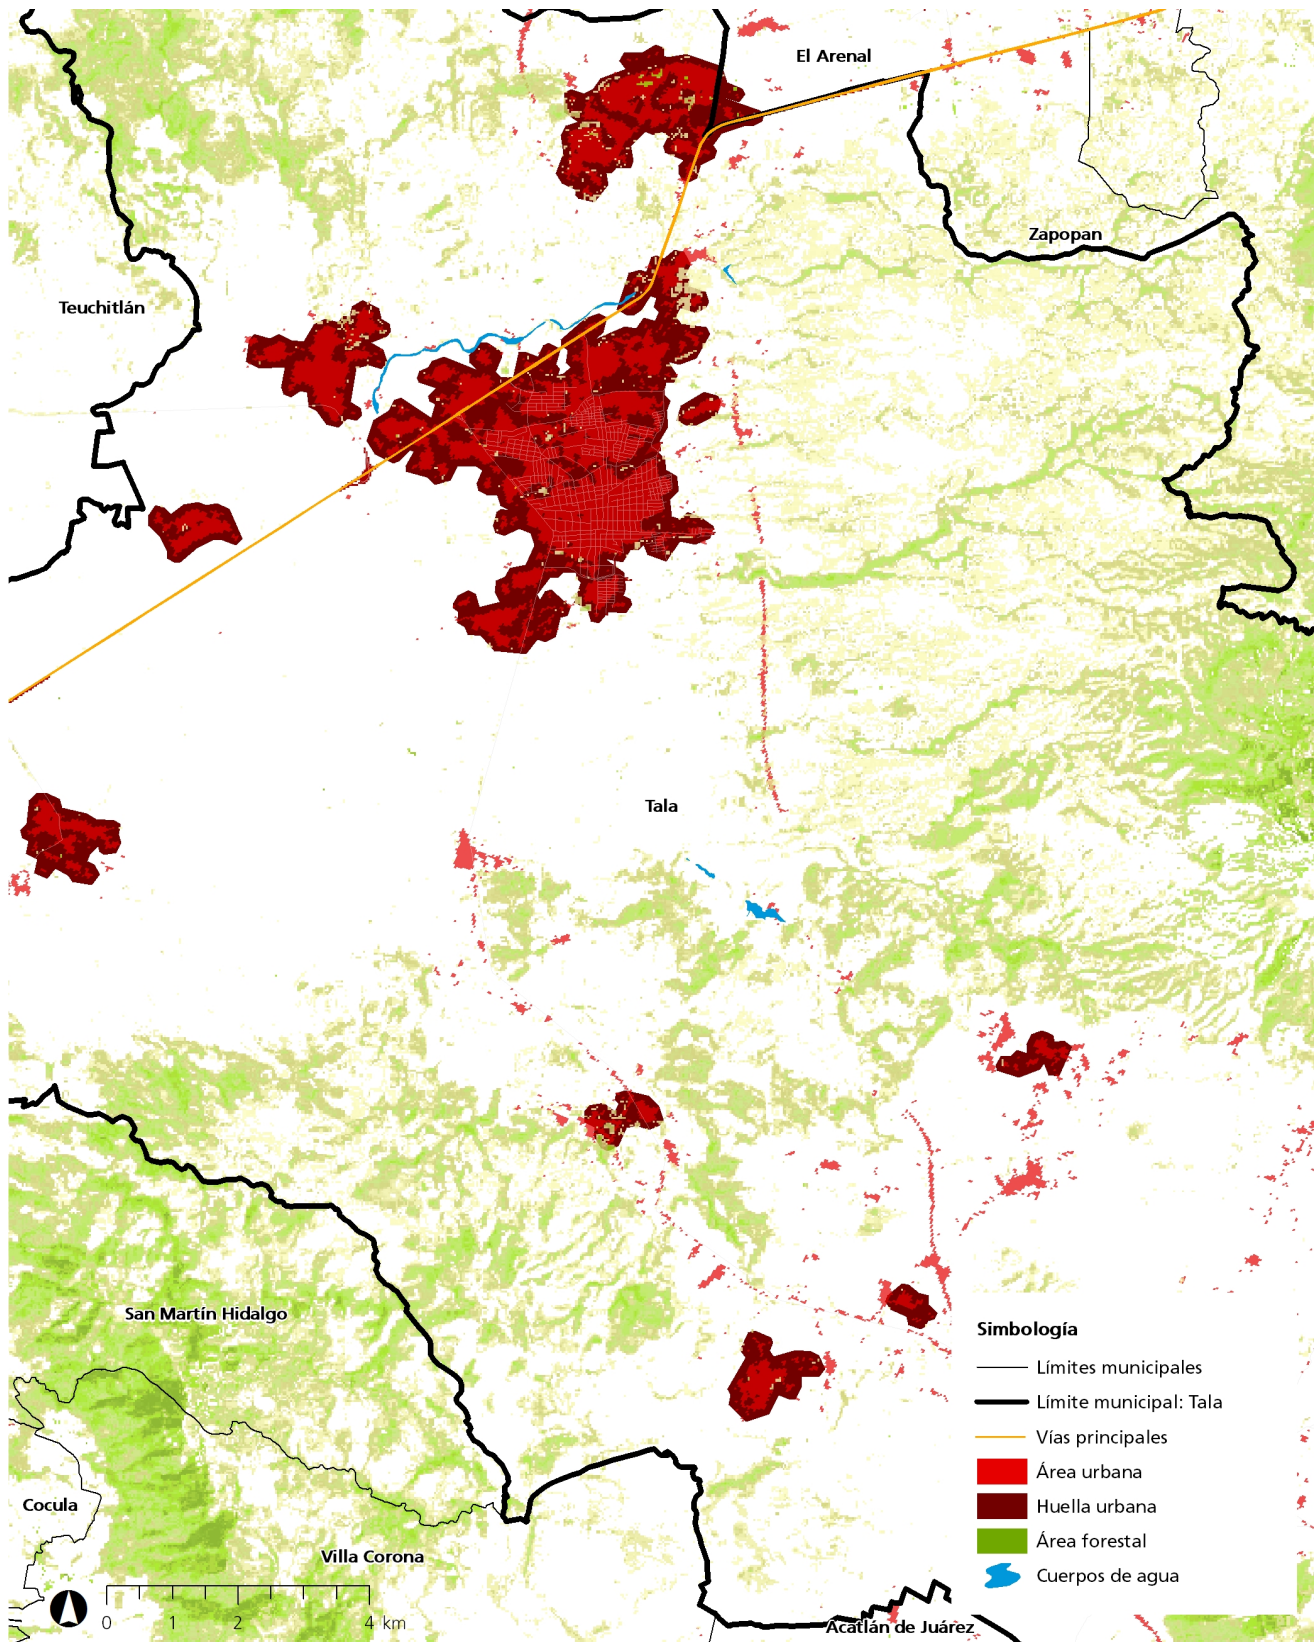 El Arenal
Zapopan
Teuchitlán
Tala
San Martín Hidalgo
Simbología
Límites municipales
Límite municipal: Tala
Vías principales
Área urbana
Huella urbana
Área forestal
Cuerpos de agua
Cocula
Villa Corona
0 1 2 4 km
Acatlán de Juárez